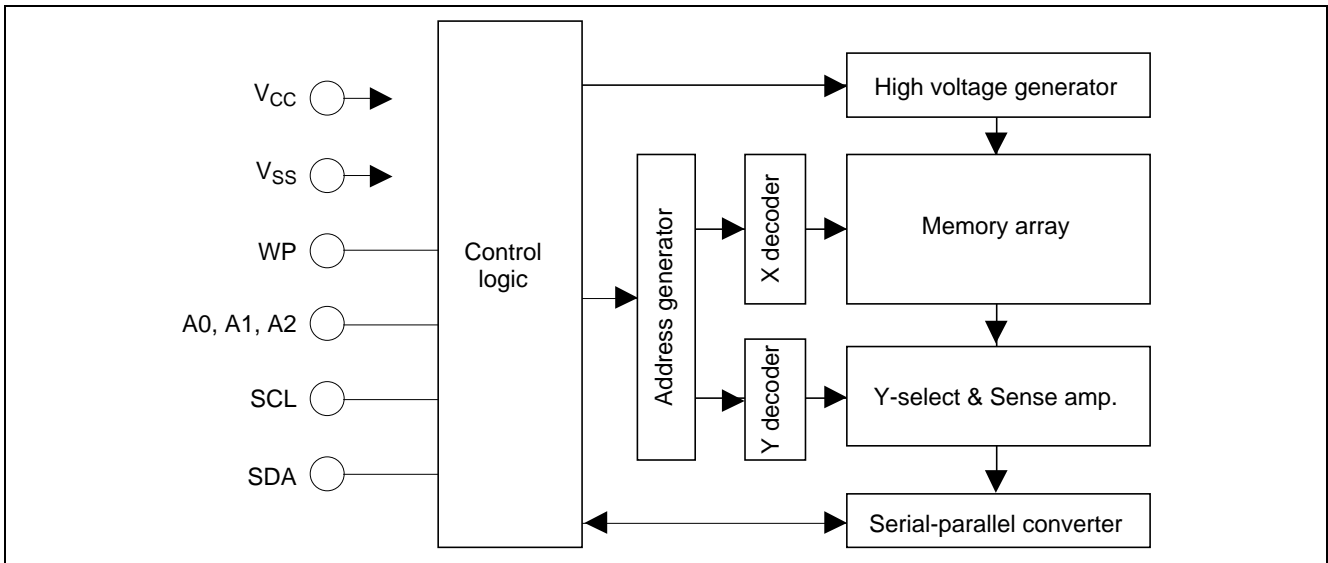 VCC
VSS
WP
A0, A1, A2
SCL
SDA
Control
logic
Address generator
X decoder
Y decoder
High voltage generator
Memory array
Y-select & Sense amp.
Serial-parallel converter